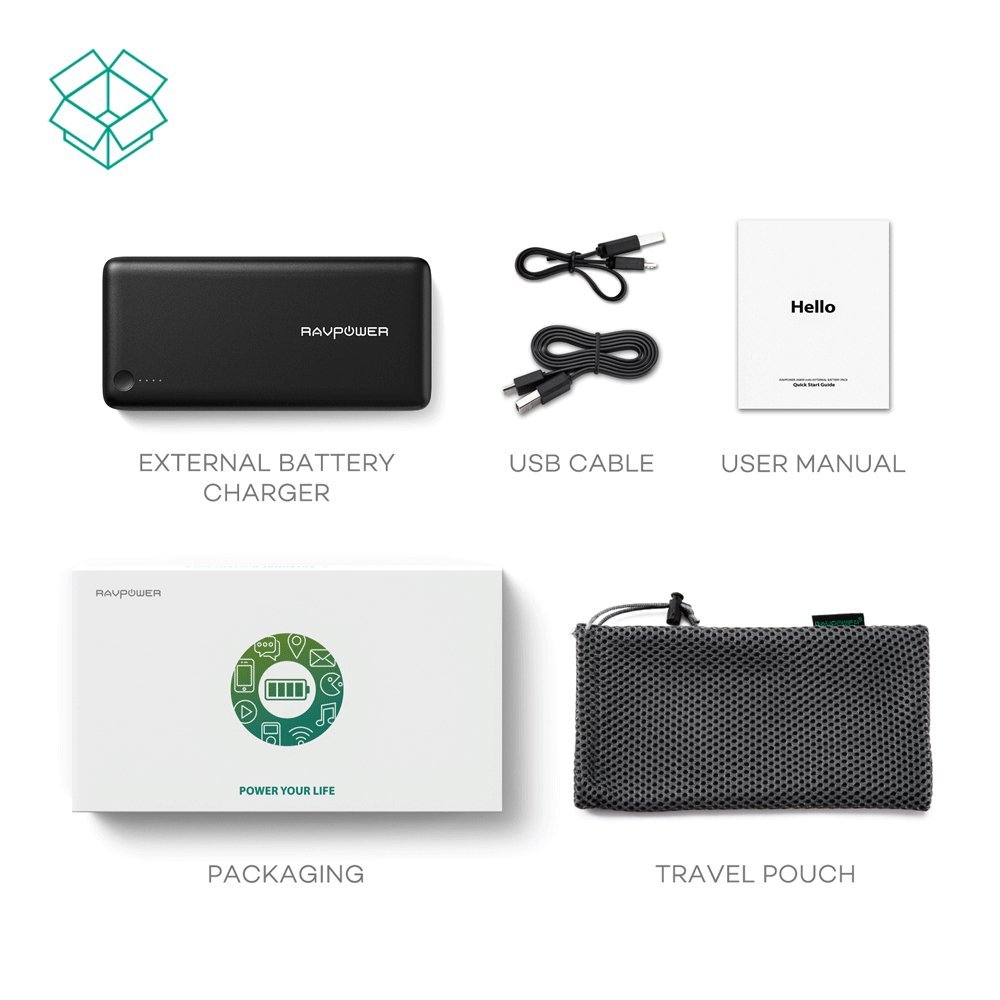 RAVPOWER
EXTERNAL BATTERY
CHARGER
USB CABLE
Hello
Quick Start Guide
USER MANUAL
RAVPOWER
POWER YOUR LIFE
PACKAGING
RAVPOWER
TRAVEL POUCH